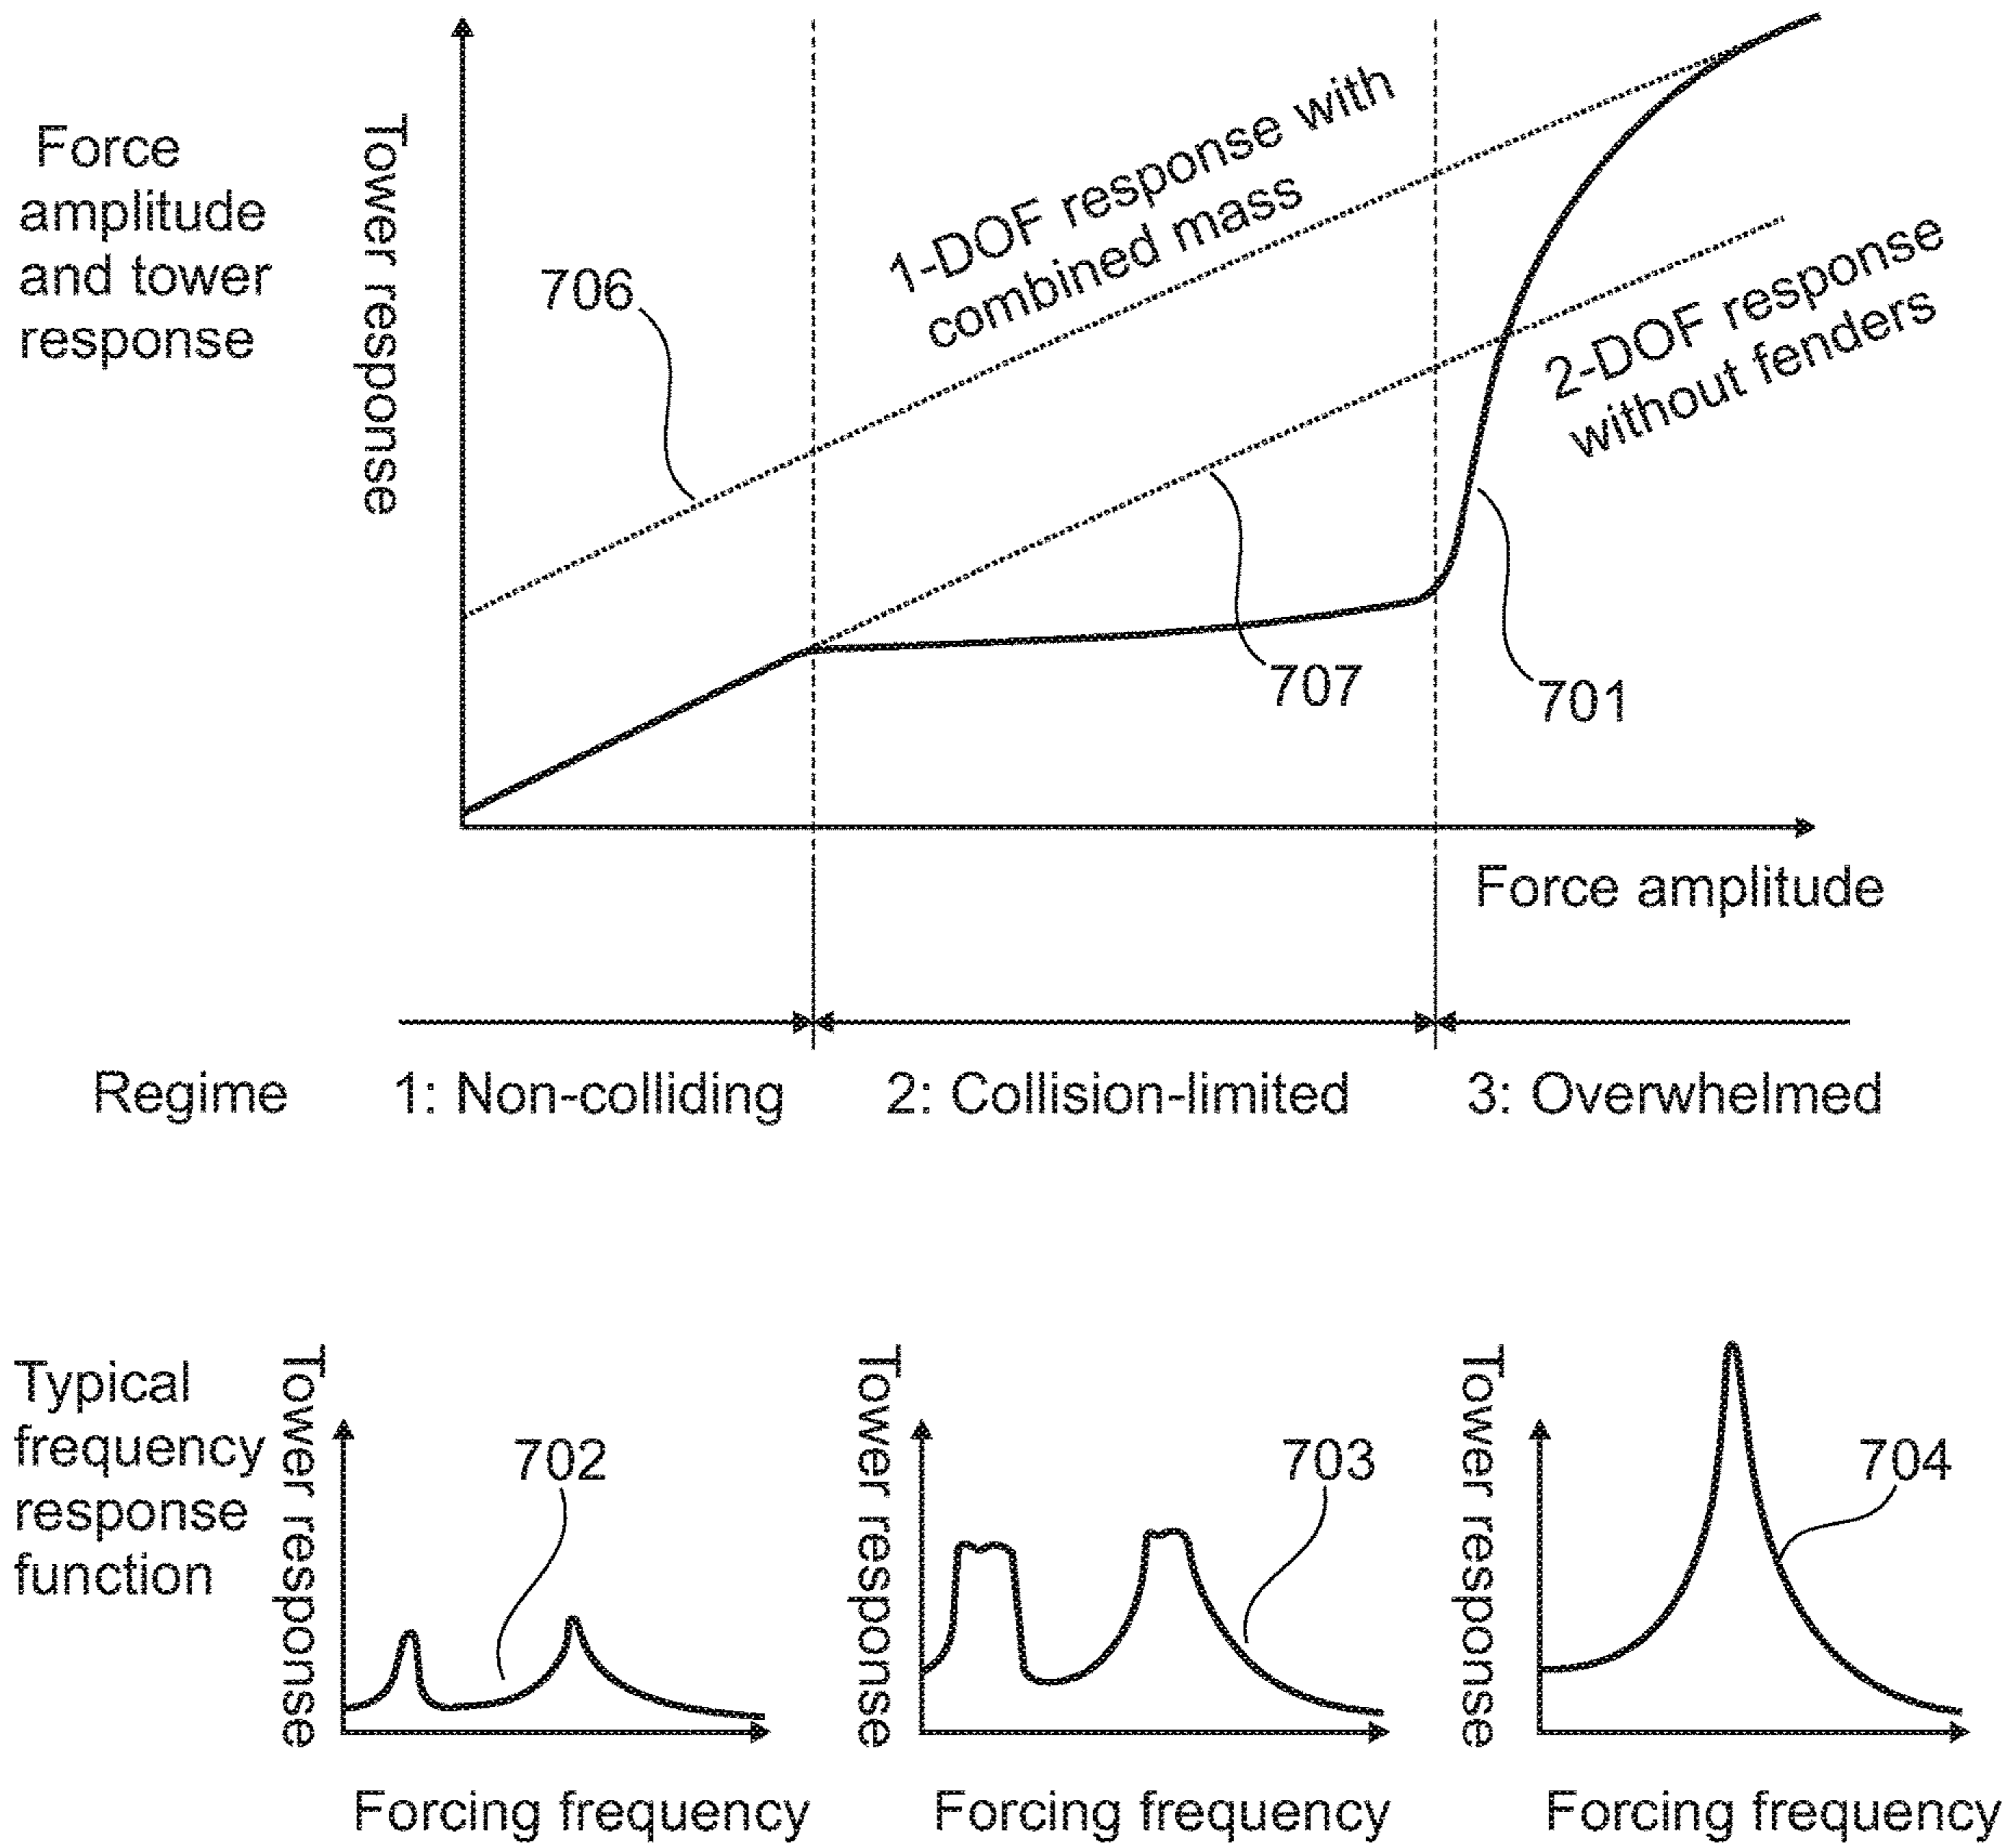 Force
amplitude
and tower
response
Tower response
706
1-DOF response with
combined mass
2-DOF response
without fenders
707
701
Force amplitude
Regime
1: Non-colliding
2: Collision-limited
3: Overwhelmed
Typical
frequency
response
function
Tower response
702
Forcing frequency
Tower response
703
Forcing frequency
Tower response
704
Forcing frequency